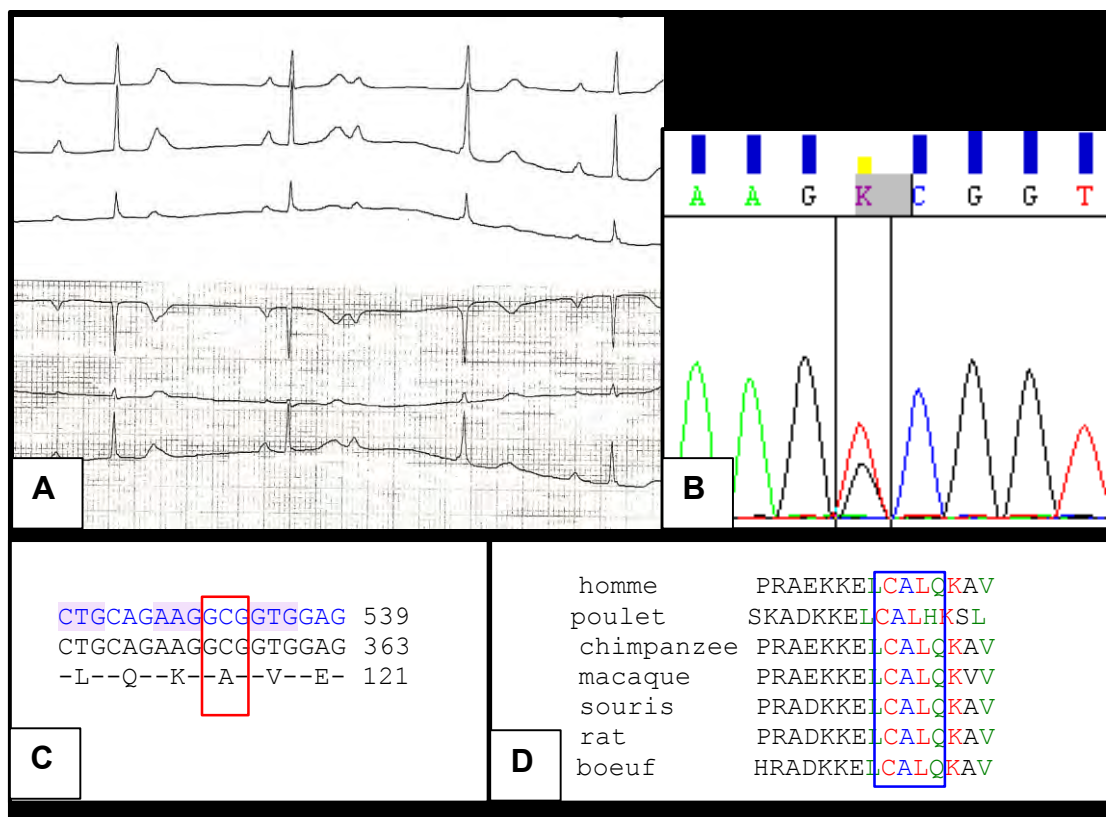 A
A A G K C G G T
B
CTGCAGAAGGCGGTGGAG 539
CTGCAGAAGGCGGTGGAG 363
-L--Q--K--A--V--E- 121
C
homme PRAEKKELCALQKAV
poulet SKADKKELCALHKSL
chimpanzee PRAEKKELCALQKAV
macaque PRAEKKELCALQKVV
souris PRADKKELCALQKAV
rat PRADKKELCALQKAV
boeuf HRADKKELCALQKAV
D